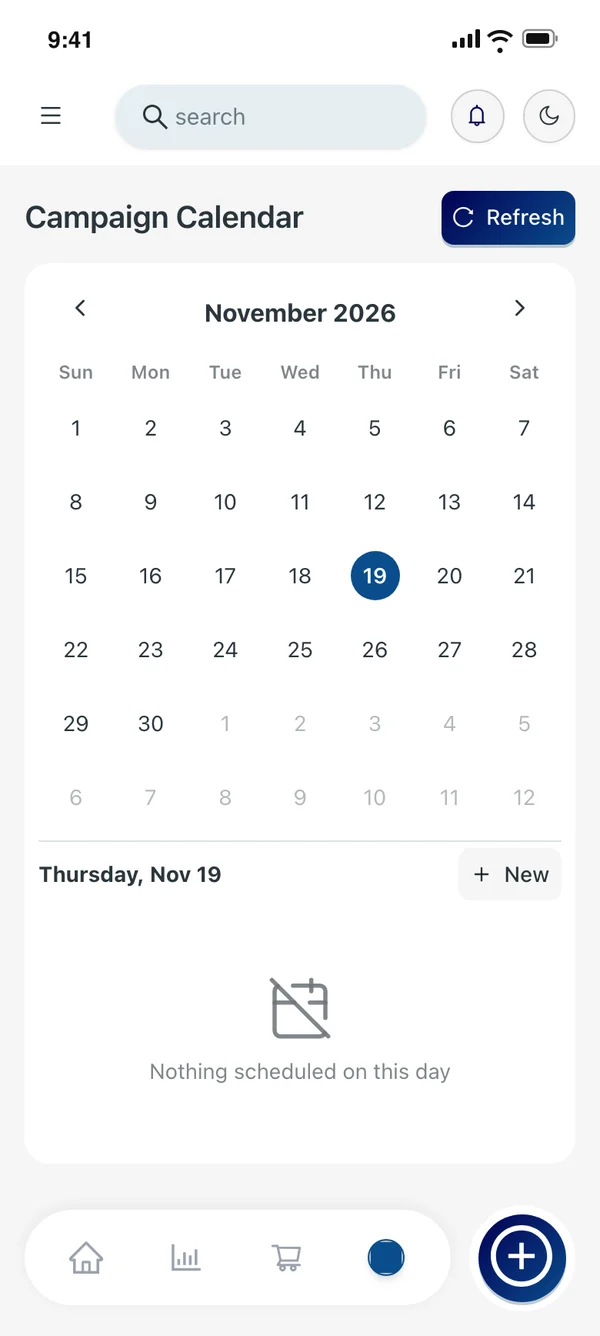 9:41
search
Campaign Calendar
Refresh
November 2026
Sun Mon Tue Wed Thu Fri Sat
1 2 3 4 5 6 7
8 9 10 11 12 13 14
15 16 17 18 19 20 21
22 23 24 25 26 27 28
29 30 1 2 3 4 5
6 7 8 9 10 11 12
Thursday, Nov 19
+ New
Nothing scheduled on this day